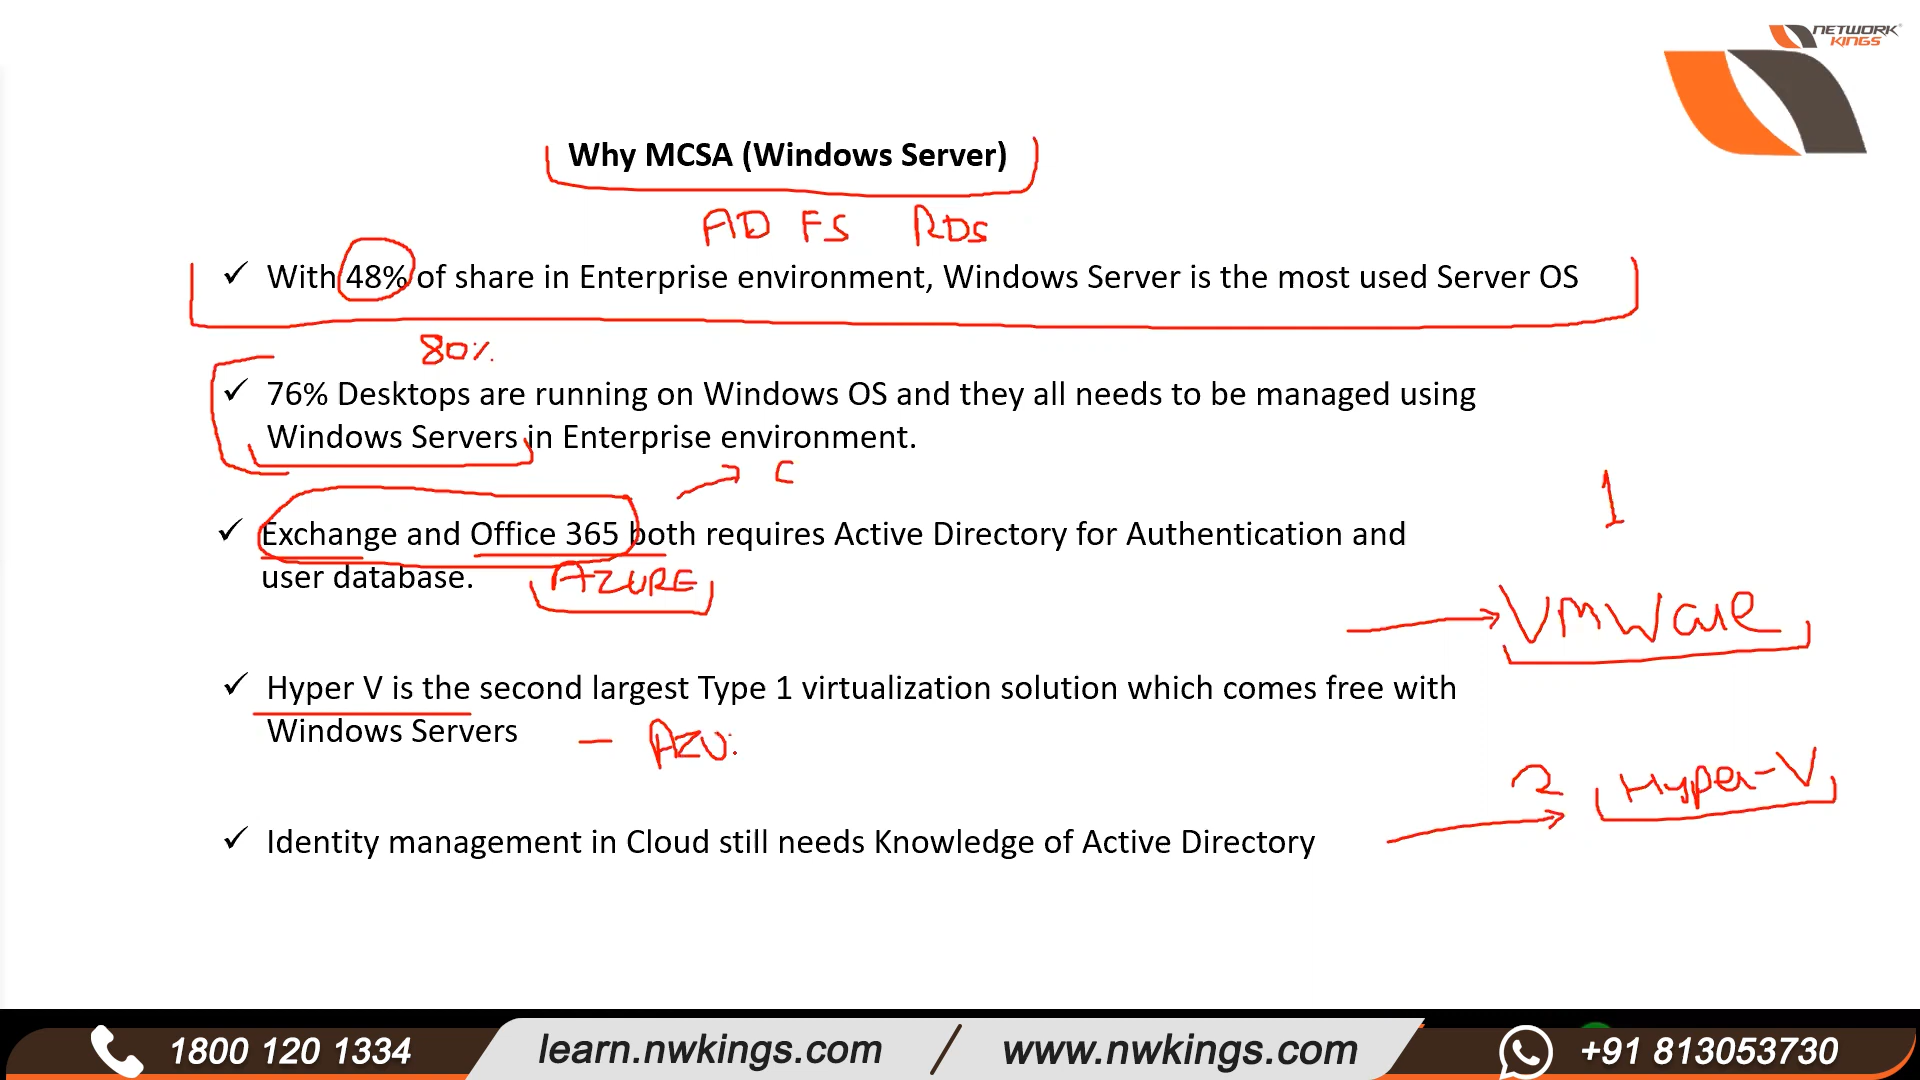 NETWORK
KINGS
Why MCSA (Windows Server)
AD FS RDS
✓ With 48% of share in Enterprise environment, Windows Server is the most used Server OS
80%
✓ 76% Desktops are running on Windows OS and they all needs to be managed using
Windows Servers in Enterprise environment.
C
1
✓ Exchange and Office 365 both requires Active Directory for Authentication and
user database.
AZURE
VMWare
✓ Hyper V is the second largest Type 1 virtualization solution which comes free with
Windows Servers
- AZU
2 Hyper-V
✓ Identity management in Cloud still needs Knowledge of Active Directory
1800 120 1334 learn.nwkings.com / www.nwkings.com +91 813053730